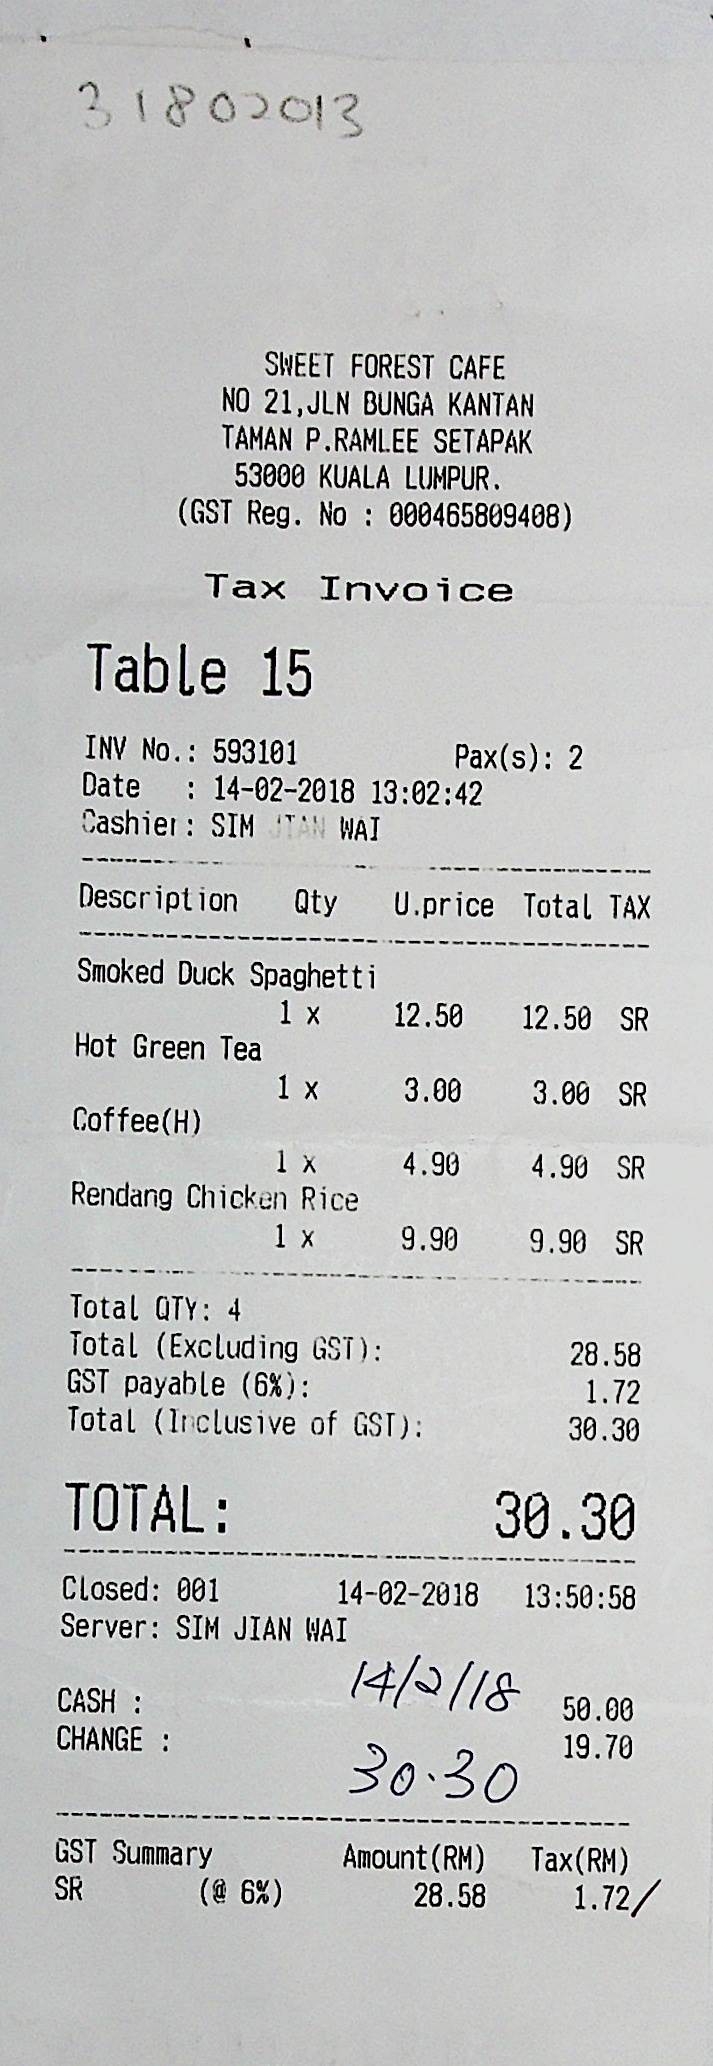 31802013
SWEET FOREST CAFE
NO 21,JLN BUNGA KANTAN
TAMAN P.RAMLEE SETAPAK
53000 KUALA LUMPUR.
(GST Reg. No : 000465809408)
Tax Invoice
Table 15
INV No.: 593101 Pax(s): 2
Date : 14-02-2018 13:02:42
Cashier: SIM JIAN WAI
Description Qty U.price Total TAX
Smoked Duck Spaghetti
1 x 12.50 12.50 SR
Hot Green Tea
1 x 3.00 3.00 SR
Coffee(H)
1 x 4.90 4.90 SR
Rendang Chicken Rice
1 x 9.90 9.90 SR
Total QTY: 4
Total (Excluding GST): 28.58
GST payable (6%): 1.72
Total (Inclusive of GST): 30.30
TOTAL: 30.30
Closed: 001 14-02-2018 13:50:58
Server: SIM JIAN WAI
14/2/18
CASH : 50.00
CHANGE : 19.70
30.30
GST Summary Amount(RM) Tax(RM)
SR (@ 6%) 28.58 1.72/